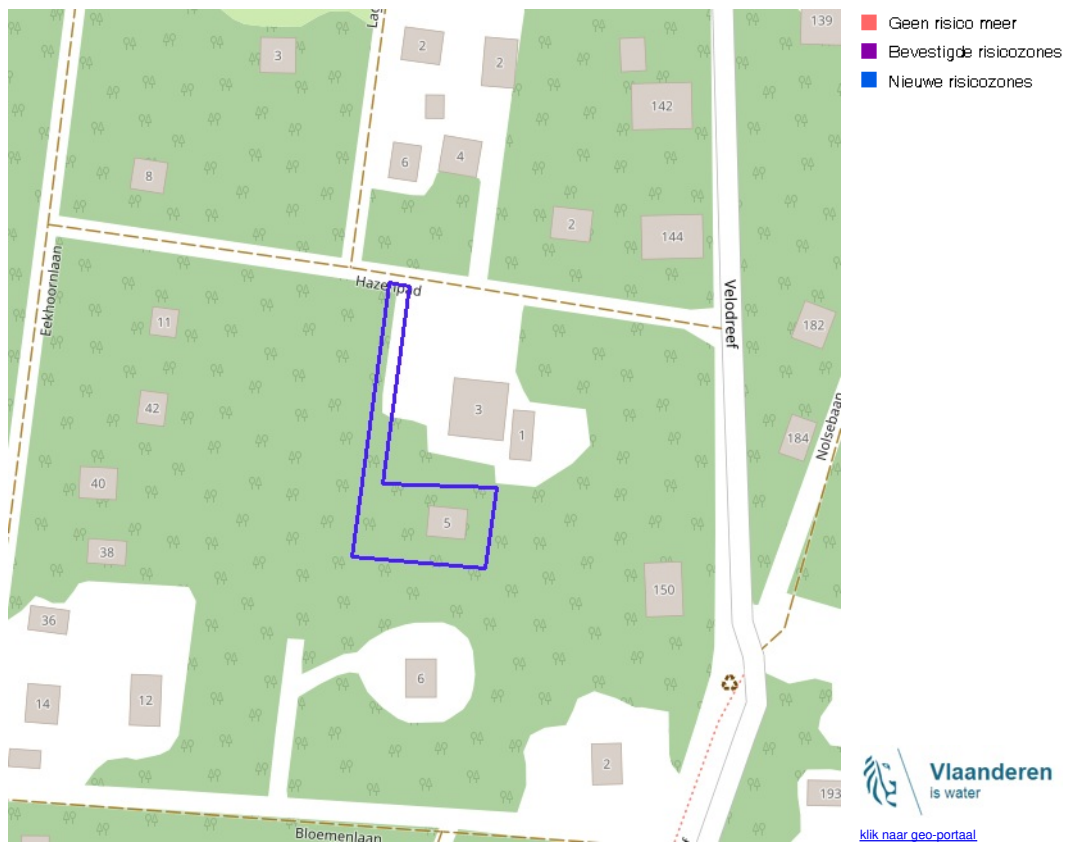 Geen risico meer
Bevestigde risicozones
Nieuwe risicozones
139
3
2
2
142
6
4
8
2
144
Hazenpad
Eekhoornlaan
Velodreef
11
182
3
42
1
184
Nolsebaan
40
5
38
150
36
6
14
12
2
193
Bloemenlaan
Vlaanderen
is water
klik naar geo-portaal